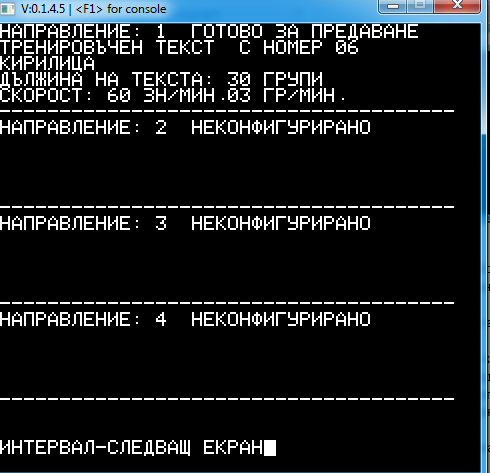 V:0.1.4.5 | <F1> for console
НАПРАВЛЕНИЕ: 1 ГОТОВО ЗА ПРЕДАВАНЕ
ТРЕНИРОВЪЧЕН ТЕКСТ С НОМЕР 06
КИРИЛИЦА
ДЪЛЖИНА НА ТЕКСТА: 30 ГРУПИ
СКОРОСТ: 60 ЗН/МИН.03 ГР/МИН.
НАПРАВЛЕНИЕ: 2 НЕКОНФИГУРИРАНО
НАПРАВЛЕНИЕ: 3 НЕКОНФИГУРИРАНО
НАПРАВЛЕНИЕ: 4 НЕКОНФИГУРИРАНО
ИНТЕРВАЛ-СЛЕДВАЩ ЕКРАН